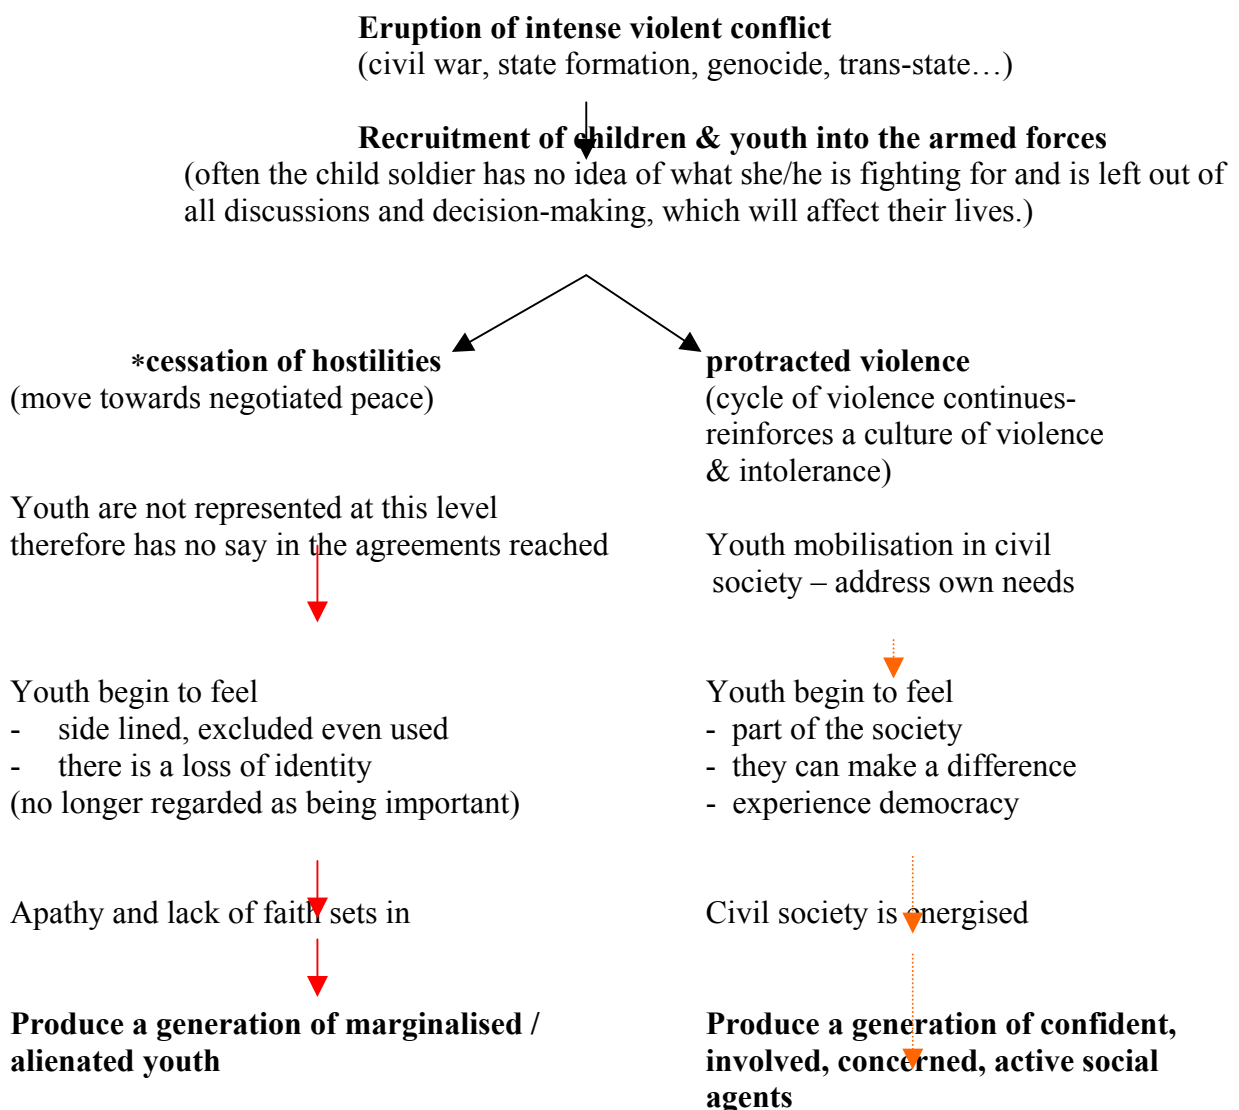 Eruption of intense violent conflict
(civil war, state formation, genocide, trans-state…)
Recruitment of children & youth into the armed forces
(often the child soldier has no idea of what she/he is fighting for and is left out of
all discussions and decision-making, which will affect their lives.)
*cessation of hostilities
(move towards negotiated peace)
Youth are not represented at this level
therefore has no say in the agreements reached
Youth begin to feel
- side lined, excluded even used
- there is a loss of identity
(no longer regarded as being important)
Apathy and lack of faith sets in
Produce a generation of marginalised /
alienated youth
protracted violence
(cycle of violence continues-
reinforces a culture of violence
& intolerance)
Youth mobilisation in civil
society – address own needs
Youth begin to feel
- part of the society
- they can make a difference
- experience democracy
Civil society is energised
Produce a generation of confident,
involved, concerned, active social
agents